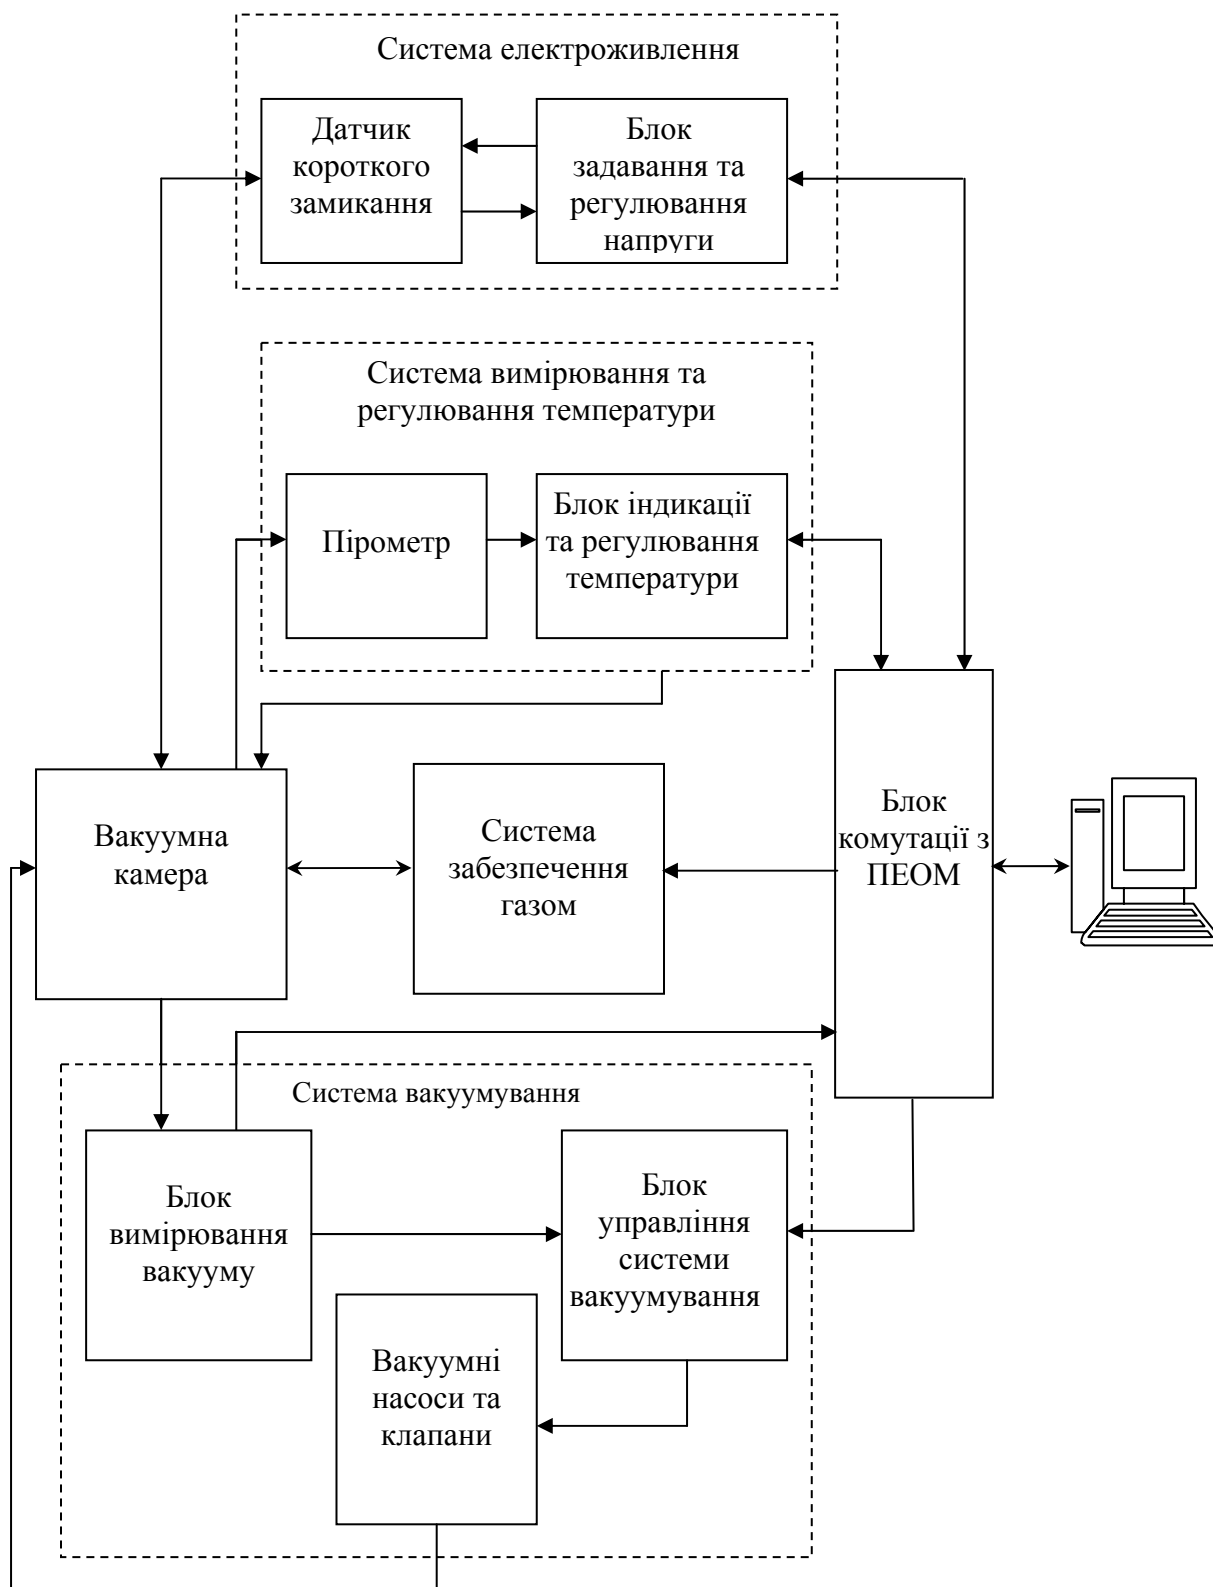 Система електроживлення
Датчик
короткого
замикання
Блок
задавання та
регулювання
напруги
Система вимірювання та
регулювання температури
Пірометр
Блок індикації
та регулювання
температури
Вакуумна
камера
Система
забезпечення
газом
Блок
комутації з
ПЕОМ
Система вакуумування
Блок
вимірювання
вакууму
Блок
управління
системи
вакуумування
Вакуумні
насоси та
клапани